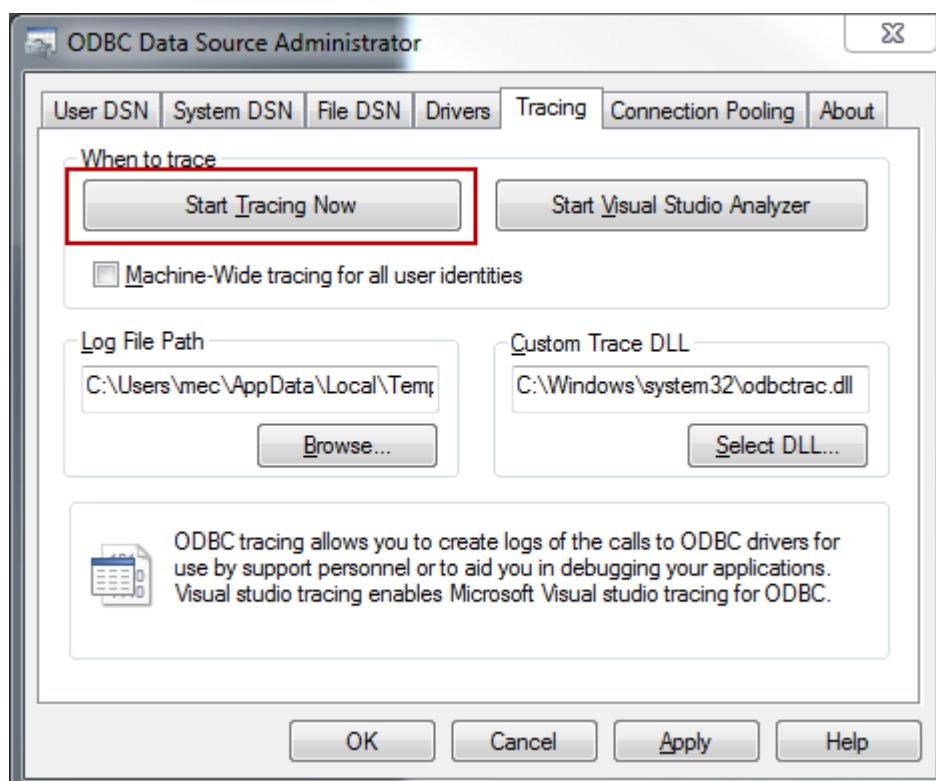 ODBC Data Source Administrator
User DSN System DSN File DSN Drivers Tracing Connection Pooling About
When to trace
Start Tracing Now Start Visual Studio Analyzer
Machine-Wide tracing for all user identities
Log File Path Custom Trace DLL
C:\Users\mec\AppData\Local\Temp C:\Windows\system32\odbctrac.dll
Browse... Select DLL...
ODBC tracing allows you to create logs of the calls to ODBC drivers for
use by support personnel or to aid you in debugging your applications.
Visual studio tracing enables Microsoft Visual studio tracing for ODBC.
OK Cancel Apply Help